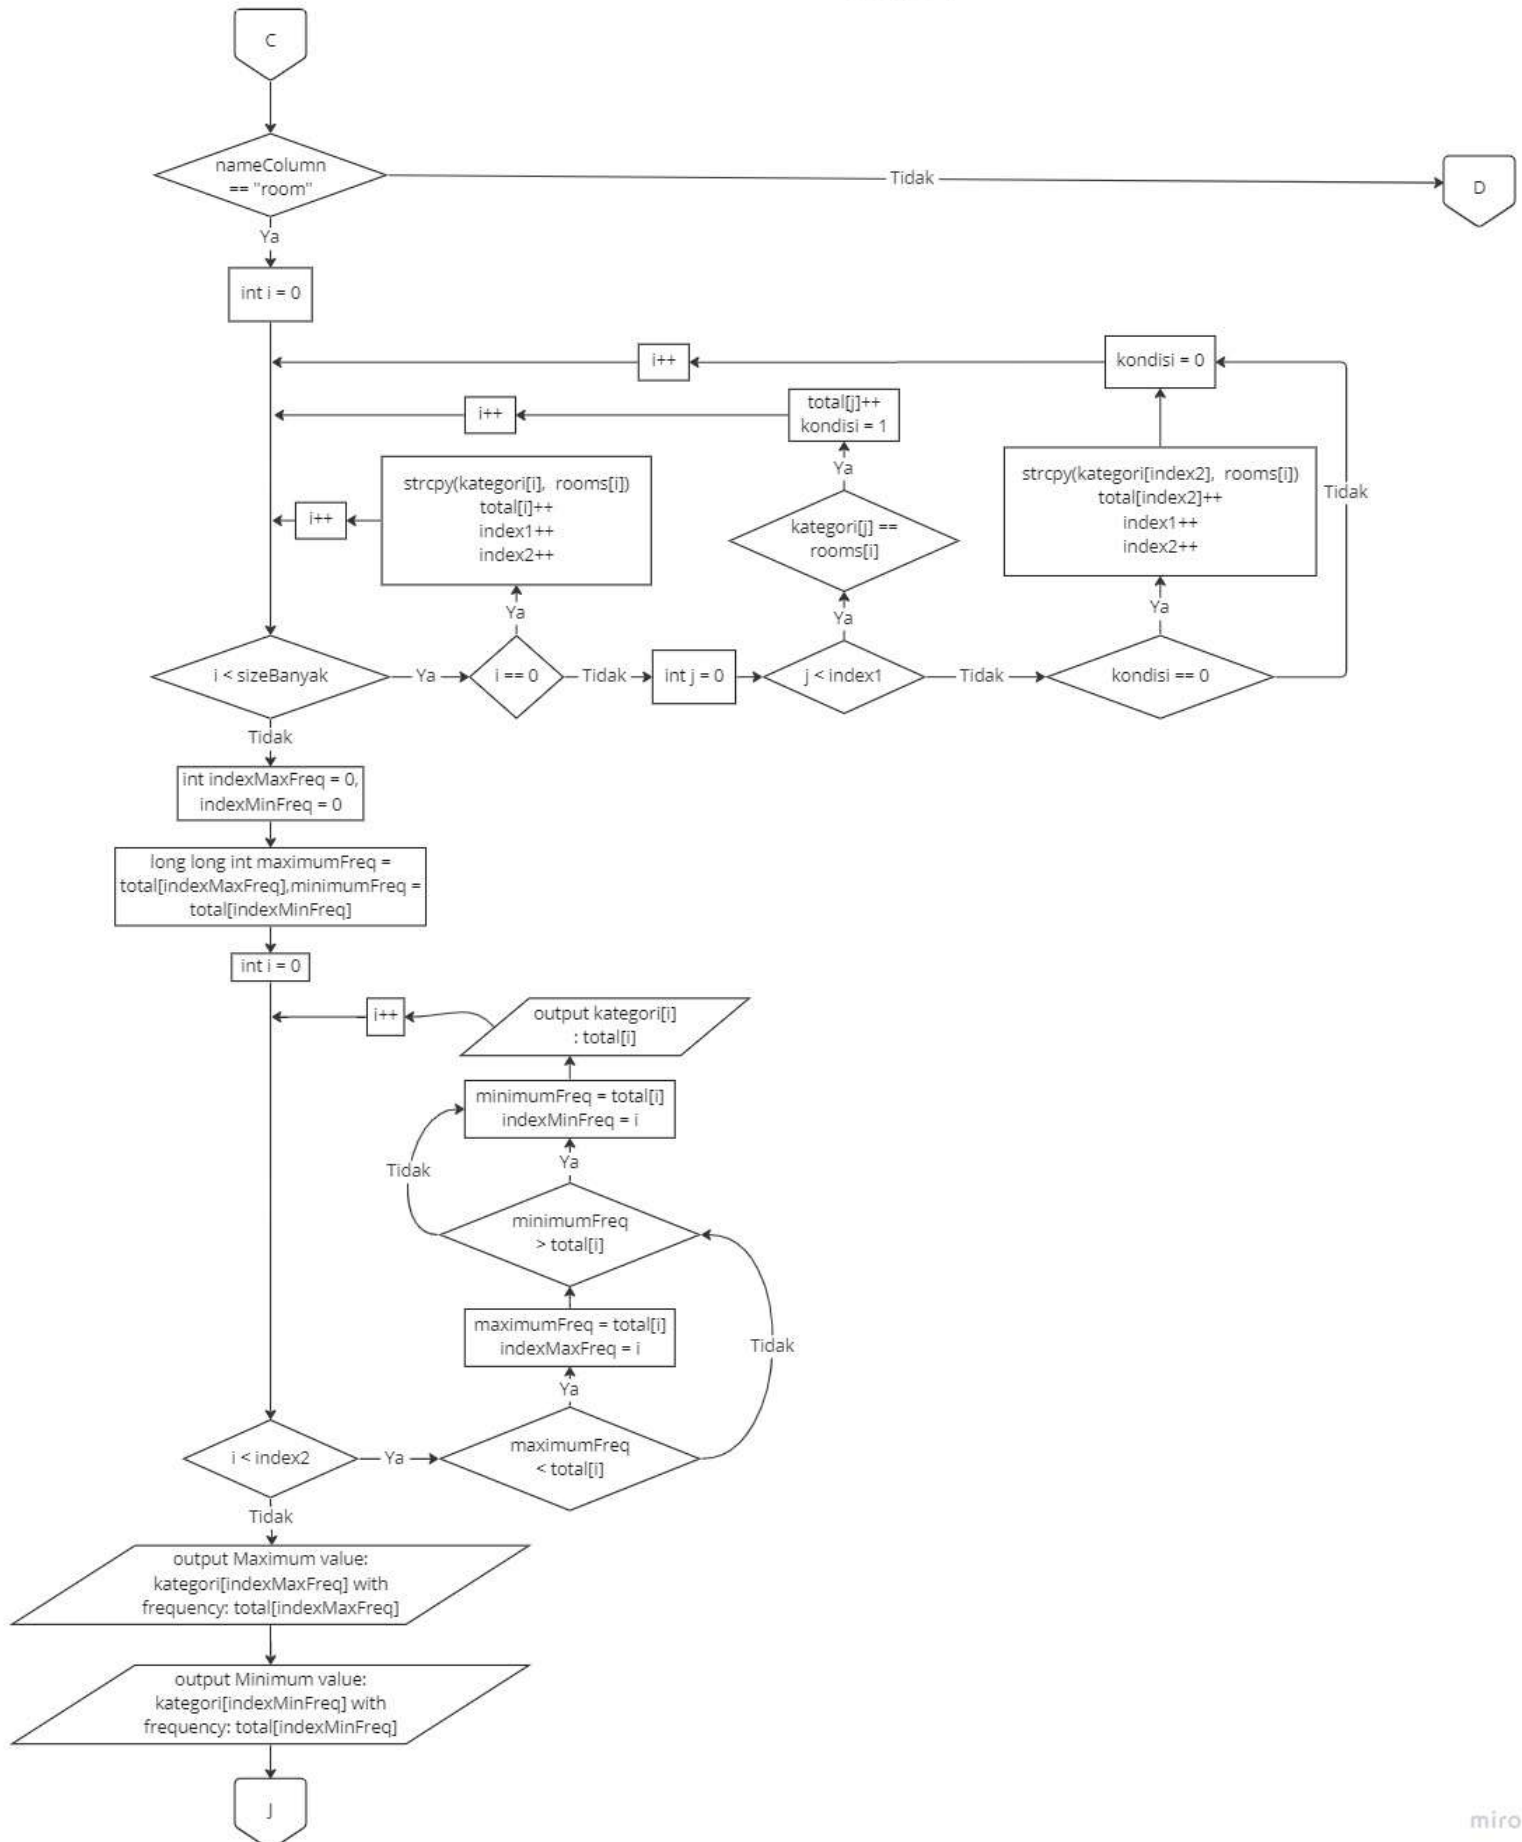 C
nameColumn
== "room"
Tidak
D
Ya
int i = 0
i++
kondisi = 0
i++
total[j]++
kondisi = 1
Ya
i++
strcpy(kategori[i],  rooms[i])
total[i]++
index1++
index2++
kategori[j] ==
rooms[i]
strcpy(kategori[index2],  rooms[i])
total[index2]++
index1++
index2++
Tidak
Ya
Ya
Ya
i < sizeBanyak
Ya
i == 0
Tidak
int j = 0
j < index1
Tidak
kondisi == 0
Tidak
int indexMaxFreq = 0,
indexMinFreq = 0
long long int maximumFreq =
total[indexMaxFreq],minimumFreq =
total[indexMinFreq]
int i = 0
i++
output kategori[i]
: total[i]
minimumFreq = total[i]
indexMinFreq = i
Tidak
Ya
minimumFreq
> total[i]
maximumFreq = total[i]
indexMaxFreq = i
Tidak
Ya
i < index2
Ya
maximumFreq
< total[i]
Tidak
output Maximum value:
kategori[indexMaxFreq] with
frequency: total[indexMaxFreq]
output Minimum value:
kategori[indexMinFreq] with
frequency: total[indexMinFreq]
J
miro